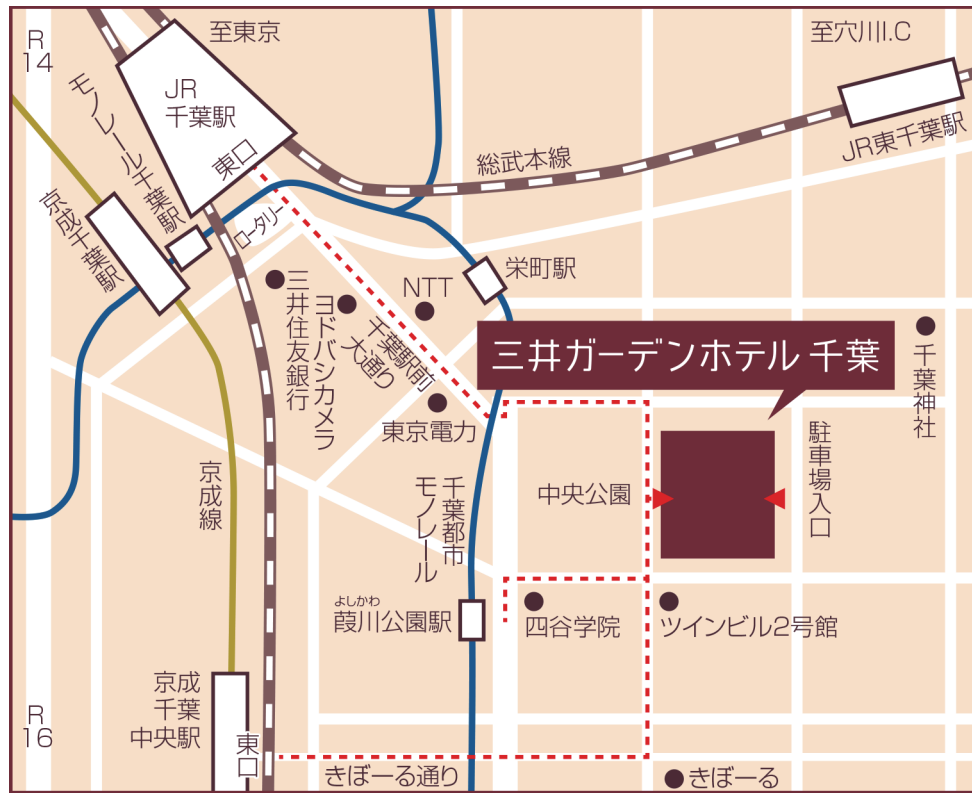 R
14
至東京
至穴川I.C
JR
千葉駅
東口
モノレール千葉駅
京成千葉駅
ロータリー
総武本線
JR東千葉駅
栄町駅
NTT
三井住友銀行
ヨドバシカメラ
千葉駅前
大通り
東京電力
三井ガーデンホテル 千葉
千葉神社
駐車場入口
中央公園
京成線
千葉都市
モノレール
よしかわ
葭川公園駅
四谷学院
ツインビル2号館
R
16
京成
千葉
中央駅
東口
きぼーる通り
きぼーる